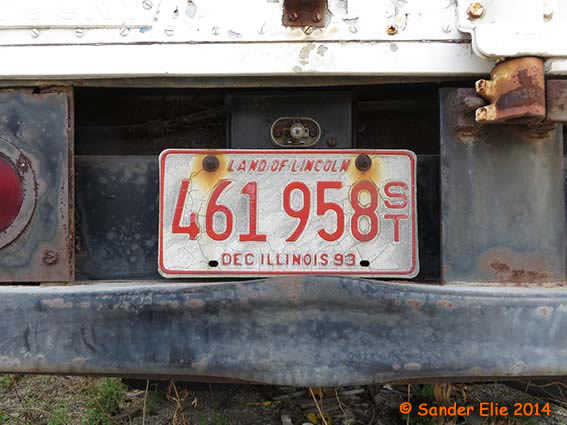 LAND OF LINCOLN
461 958 ST
DEC ILLINOIS 93
© Sander Elie 2014